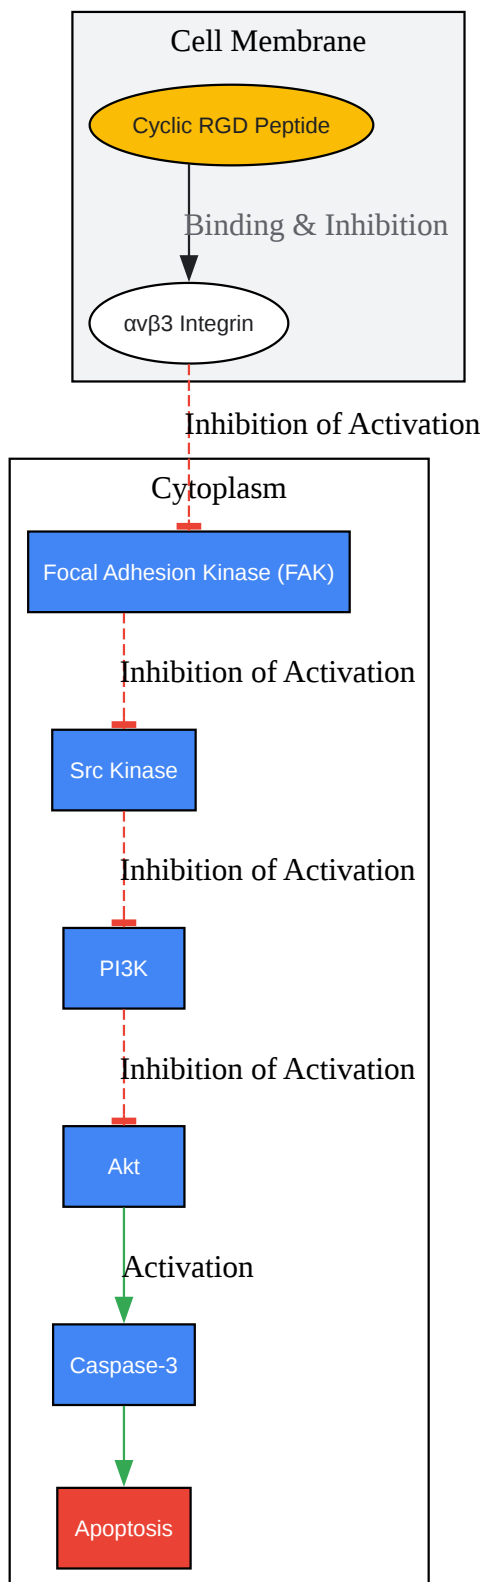 Cell Membrane
Cyclic RGD Peptide
Binding & Inhibition
αvβ3 Integrin
Inhibition of Activation
Cytoplasm
Focal Adhesion Kinase (FAK)
Inhibition of Activation
Src Kinase
Inhibition of Activation
PI3K
Inhibition of Activation
Akt
Activation
Caspase-3
Apoptosis